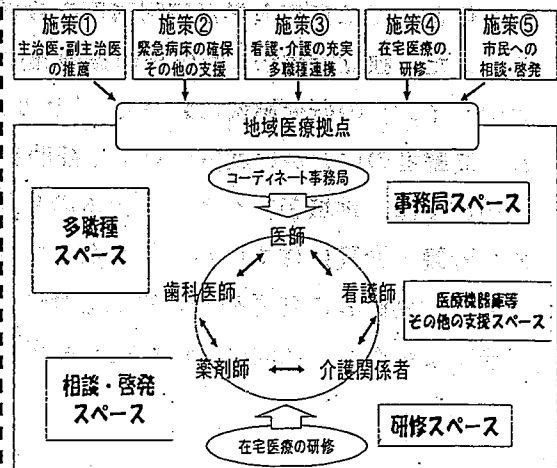 施策①
主治医・副主治医
の推薦
施策②
緊急病床の確保
その他の支援
施策③
看護・介護の充実
多職種連携
施策④
在宅医療の
研修
施策⑤
市民への
相談・啓発
地域医療拠点
コーディネート事務局
事務局スペース
多職種
スペース
医師
歯科医師
看護師
医療機器庫等
その他の支援スペース
薬剤師
介護関係者
相談・啓発
スペース
研修スペース
在宅医療の研修